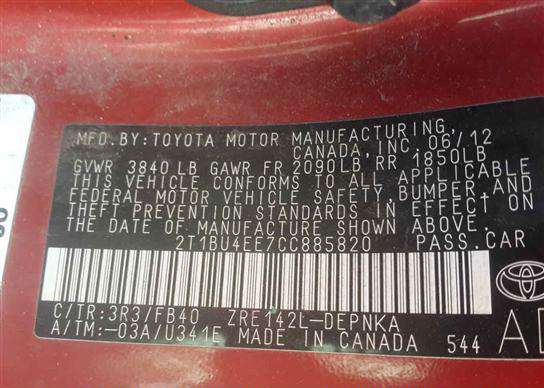 MFD. BY: TOYOTA MOTOR MANUFACTURING,
CANADA, INC. 06/12
GVWR 3840 LB GAWR FR 2090LB, RR 1850LB
THIS VEHICLE CONFORMS TO ALL APPLICABLE
FEDERAL MOTOR VEHICLE SAFETY, BUMPER, AND
THEFT PREVENTION STANDARDS IN EFFECT ON
THE DATE OF MANUFACTURE SHOWN ABOVE.
2T1BU4EE7CC885820 PASS. CAR
C/TR:3R3/FB40 ZRE142L-DEPNKA
A/TM:-03A/U341E MADE IN CANADA 544